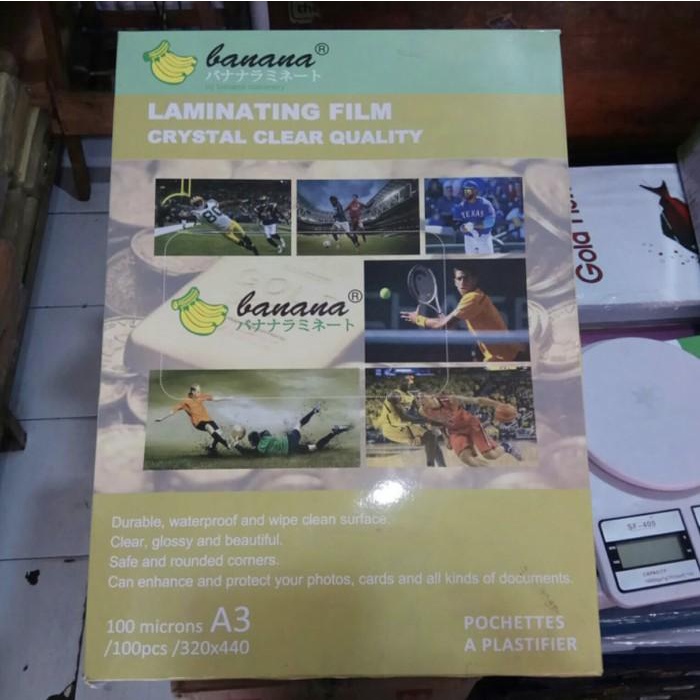 banana®
バナナラミネート
LAMINATING FILM
CRYSTAL CLEAR QUALITY
80
TEXAS
banana®
バナナラミネート
Durable, waterproof and wipe clean surface.
Clear, glossy and beautiful.
Safe and rounded corners.
Can enhance and protect your photos, cards and all kinds of documents.
100 microns A3
/100pcs /320x440
POCHETTES
A PLASTIFIER
Gold
SF-400
CAPACITY